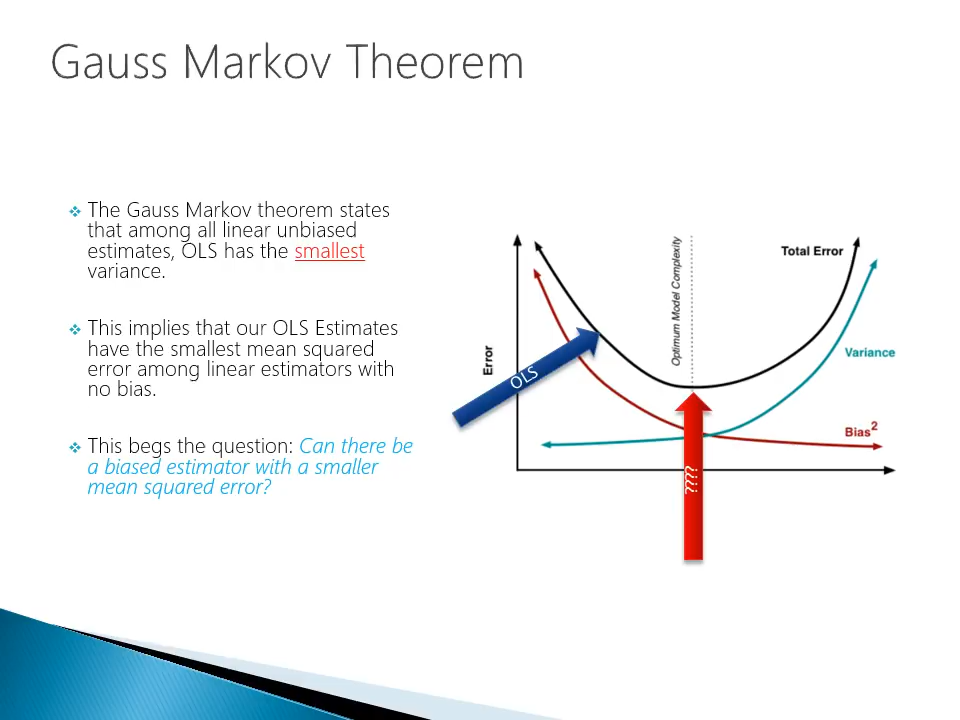 Gauss Markov Theorem
The Gauss Markov theorem states
that among all linear unbiased
estimates, OLS has the smallest
variance.
This implies that our OLS Estimates
have the smallest mean squared
error among linear estimators with
no bias.
This begs the question: Can there be
a biased estimator with a smaller
mean squared error?
Error
OLS
Optimum Model Complexity
Total Error
Variance
Bias²
????